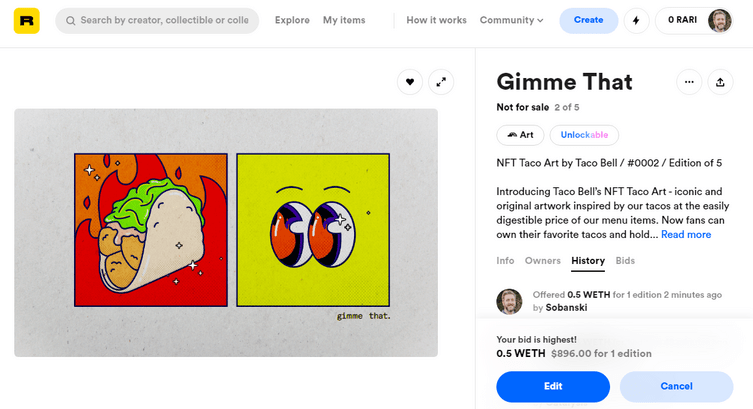 R
Search by creator, collectible or colle
Explore My items How it works Community Create 0 RARI
Gimme That
Not for sale 2 of 5
Art Unlockable
NFT Taco Art by Taco Bell / #0002 / Edition of 5
Introducing Taco Bell's NFT Taco Art - iconic and
original artwork inspired by our tacos at the easily
digestible price of our menu items. Now fans can
own their favorite tacos and hold... Read more
Info Owners History Bids
Offered 0.5 WETH for 1 edition 2 minutes ago
by Sobanski
Your bid is highest!
0.5 WETH $896.00 for 1 edition
Edit Cancel
gimme that.